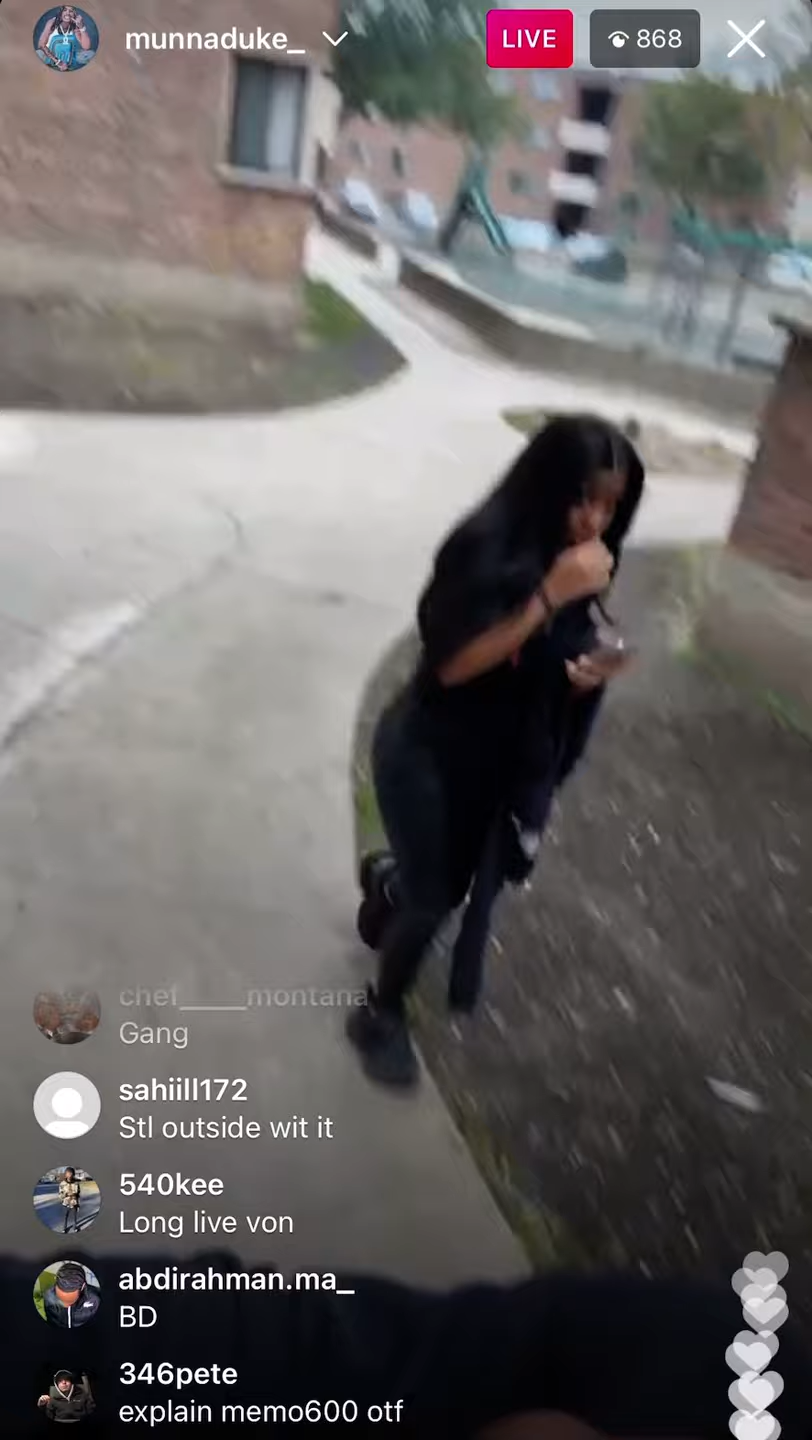 munnaduke_
LIVE
868
chef____montana
Gang
sahiill172
Stl outside wit it
540kee
Long live von
abdirahman.ma_
BD
346pete
explain memo600 otf